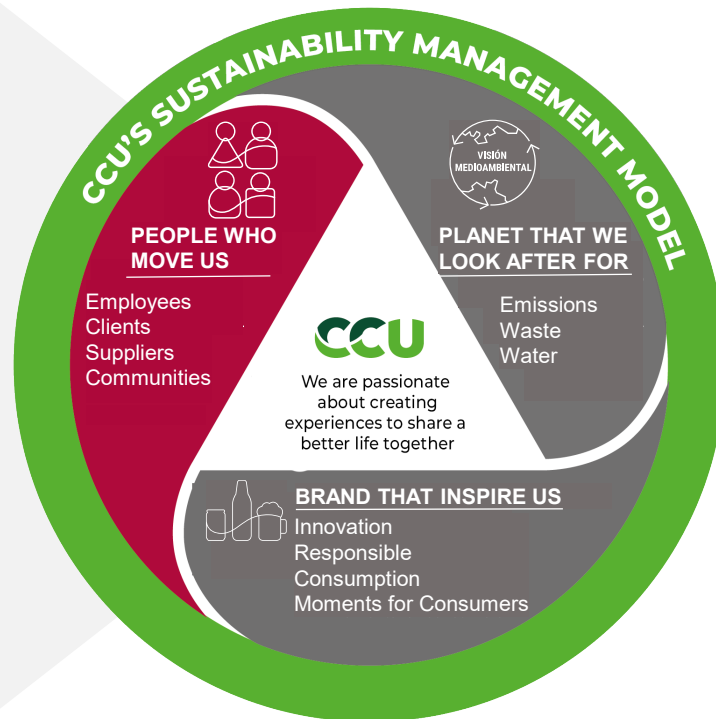 CCU'S SUSTAINABILITY MANAGEMENT MODEL
PEOPLE WHO
MOVE US
Employees
Clients
Suppliers
Communities
VISIÓN
MEDIOAMBIENTAL
PLANET THAT WE
LOOK AFTER FOR
Emissions
Waste
Water
CCU
We are passionate
about creating
experiences to share a
better life together
BRAND THAT INSPIRE US
Innovation
Responsible
Consumption
Moments for Consumers